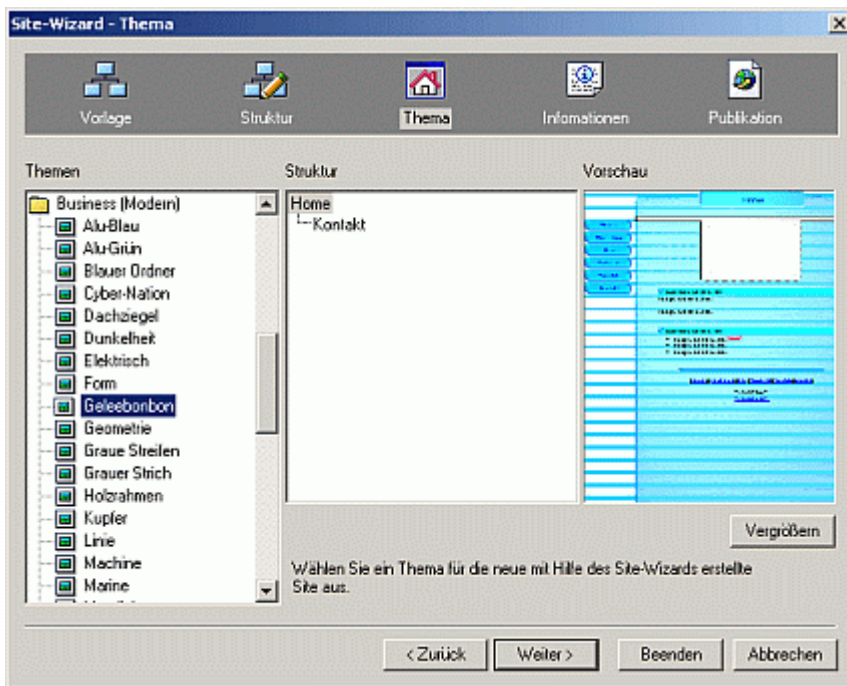 Site-Wizard - Thema
Vorlage
Struktur
Thema
Infomationen
Publikation
Themen
Struktur
Vorschau
Business (Modern)
Alu-Blau
Alu-Grün
Blauer Ordner
Cyber-Nation
Dachziegel
Dunkelheit
Elektrisch
Form
Geleebonbon
Geometrie
Graue Streifen
Grauer Strich
Holzrahmen
Kupfer
Linie
Machine
Marine
Home
Kontakt
Vergrößern
Wählen Sie ein Thema für die neue mit Hilfe des Site-Wizards erstellte
Site aus.
< Zurück
Weiter >
Beenden
Abbrechen